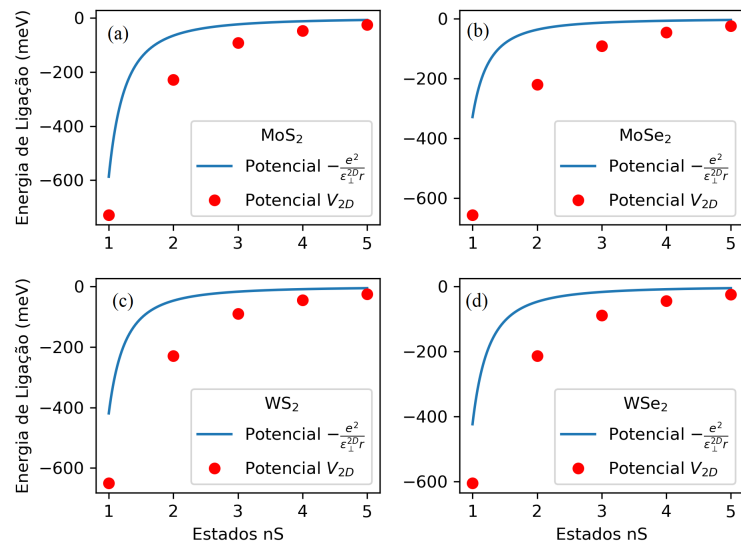 Energia de Ligação (meV)
0
−200
−400
−600
(a)
MoS₂
Potencial −e²/ε⊥²ᴰr
Potencial V₂D
1 2 3 4 5
0
−200
−400
−600
(b)
MoSe₂
Potencial −e²/ε⊥²ᴰr
Potencial V₂D
1 2 3 4 5
Energia de Ligação (meV)
0
−200
−400
−600
(c)
WS₂
Potencial −e²/ε⊥²ᴰr
Potencial V₂D
1 2 3 4 5
Estados nS
0
−200
−400
−600
(d)
WSe₂
Potencial −e²/ε⊥²ᴰr
Potencial V₂D
1 2 3 4 5
Estados nS